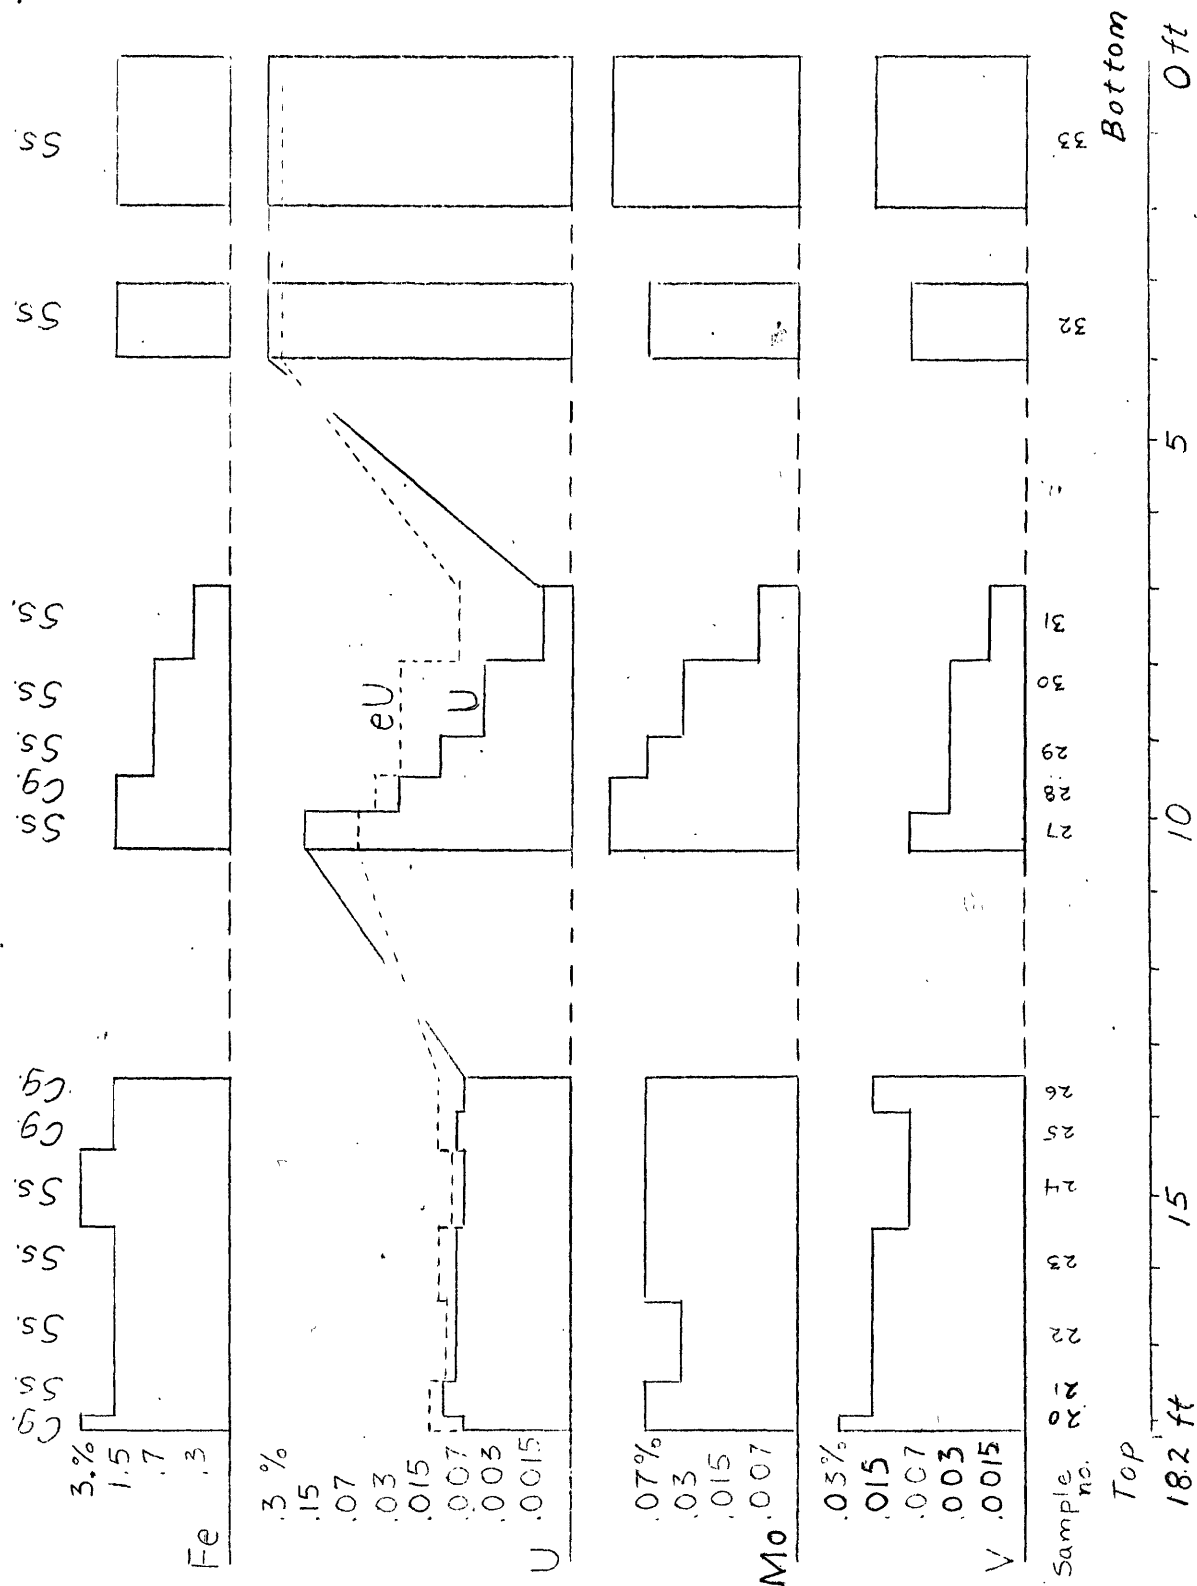 Ss. Ss. Ss. Ss. Ss. Cg. Ss. Cg. Cg. Ss. Ss. Ss. Ss. Cg.
3.%
1.5
.7
.3
Fe
.3 %
.15
.07
.03
.015
.007
.003
.0015
U
eU
U
.07%
.03
.015
.007
Mo
.03%
.015
.007
.003
.0015
V
Sample no.
20 21 22 23 24 25 26 27 28 29 30 31 32 33
Top
Bottom
18.2 ft 15 10 5 0 ft